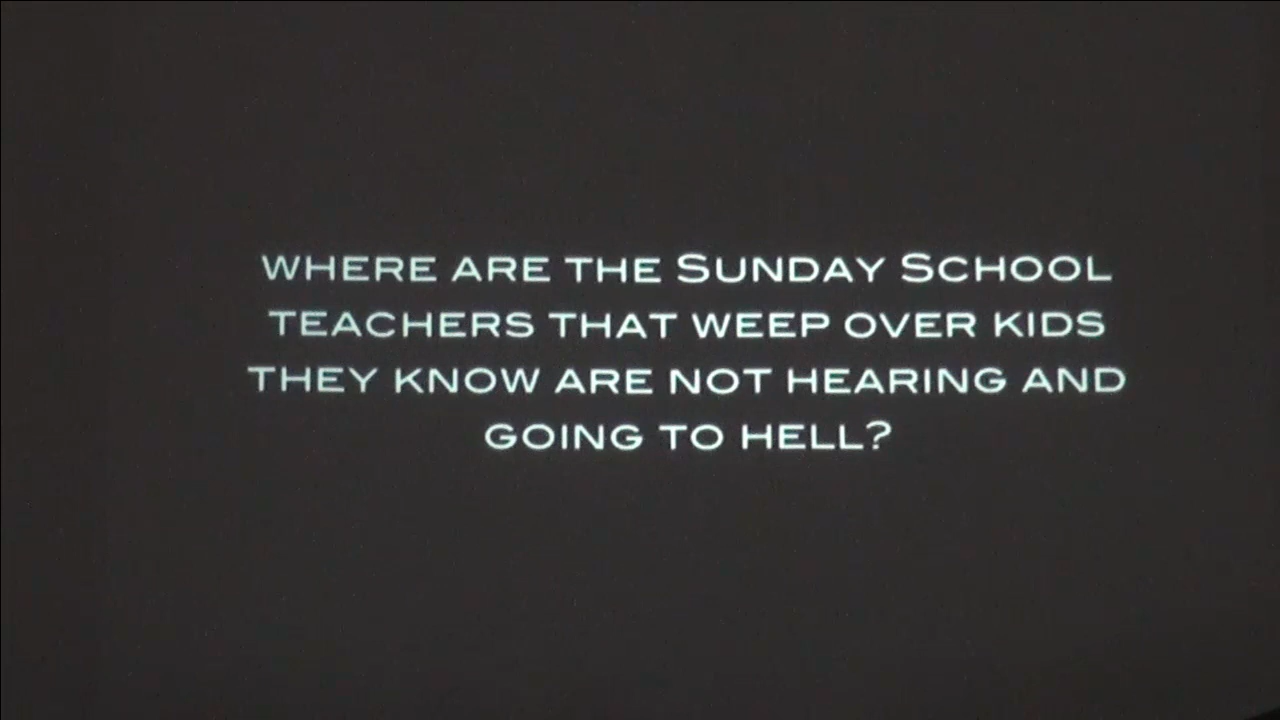 WHERE ARE THE SUNDAY SCHOOL
TEACHERS THAT WEEP OVER KIDS
THEY KNOW ARE NOT HEARING AND
GOING TO HELL?